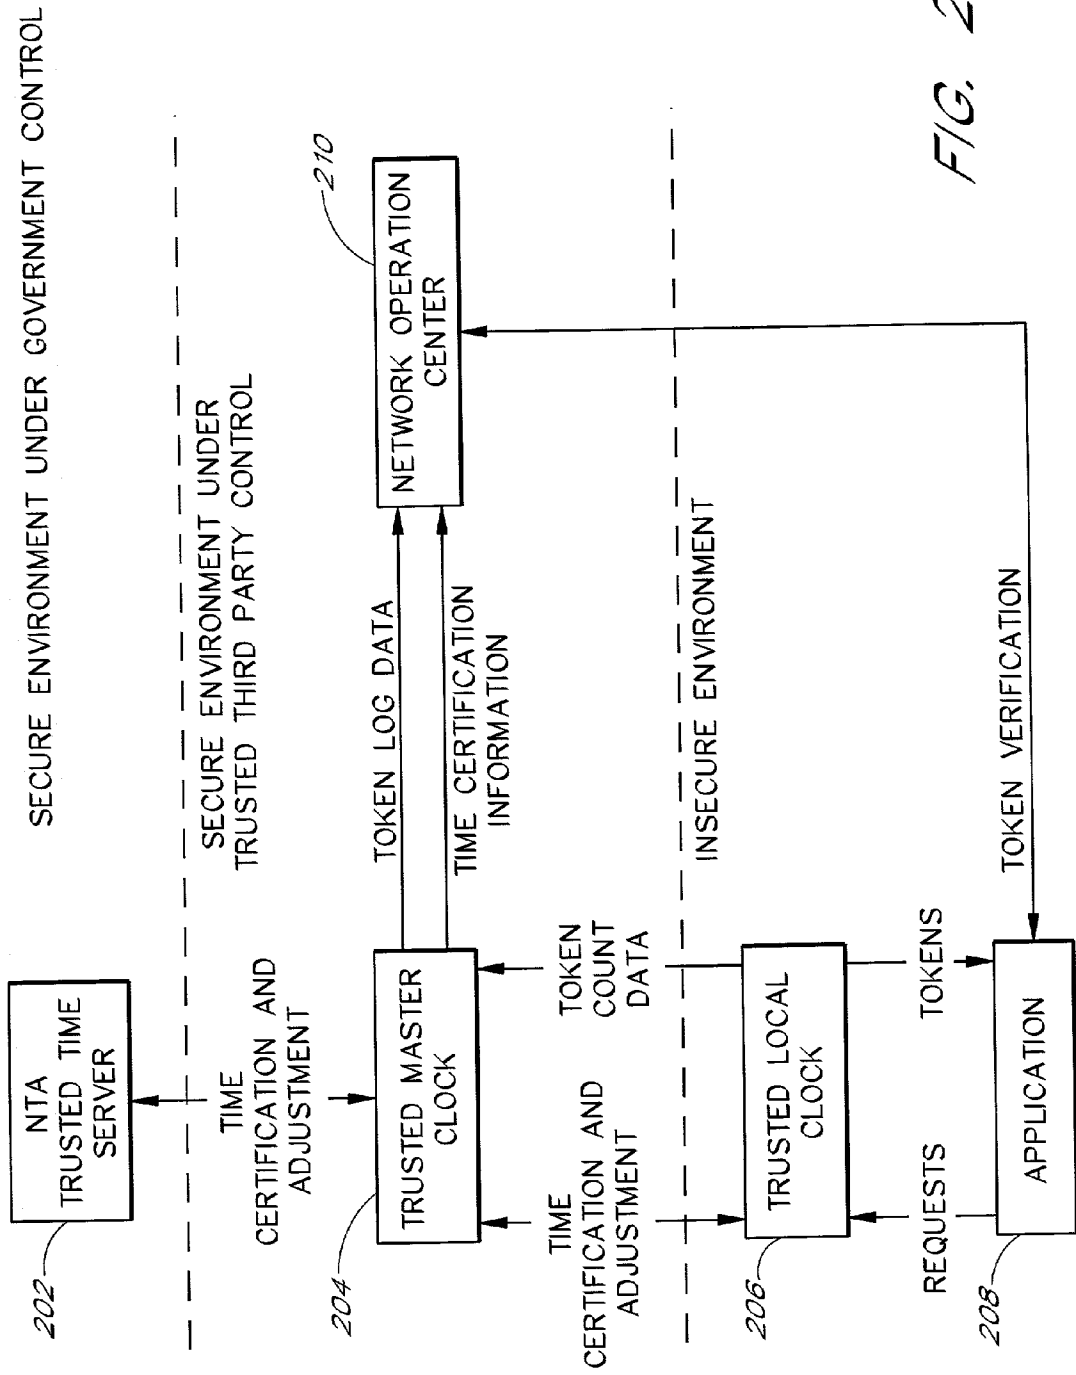 SECURE ENVIRONMENT UNDER GOVERNMENT CONTROL
NTA
TRUSTED TIME
SERVER
202
SECURE ENVIRONMENT UNDER
TRUSTED THIRD PARTY CONTROL
TIME
CERTIFICATION AND
ADJUSTMENT
204
TRUSTED MASTER
CLOCK
TOKEN LOG DATA
TIME CERTIFICATION
INFORMATION
210
NETWORK OPERATION
CENTER
TIME
CERTIFICATION AND
ADJUSTMENT
TOKEN
COUNT
DATA
INSECURE ENVIRONMENT
206
TRUSTED LOCAL
CLOCK
REQUESTS
TOKENS
208
APPLICATION
TOKEN VERIFICATION
FIG. 2